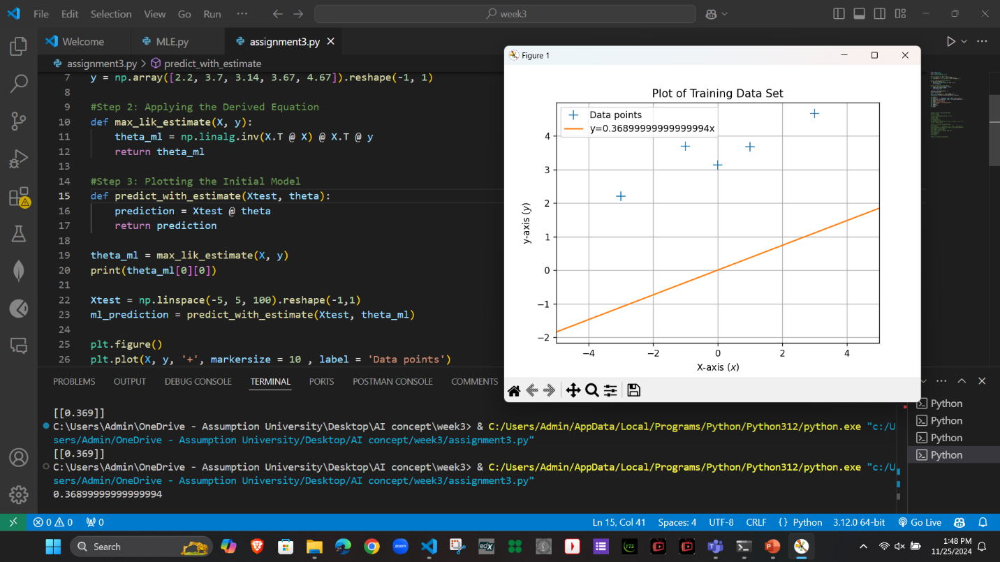 File Edit Selection View Go Run ··· week3
Welcome MLE.py assignment3.py
assignment3.py > predict_with_estimate
7 y = np.array([2.2, 3.7, 3.14, 3.67, 4.67]).reshape(-1, 1)
8
9 #Step 2: Applying the Derived Equation
10 def max_lik_estimate(X, y):
11 theta_ml = np.linalg.inv(X.T @ X) @ X.T @ y
12 return theta_ml
13
14 #Step 3: Plotting the Initial Model
15 def predict_with_estimate(Xtest, theta):
16 prediction = Xtest @ theta
17 return prediction
18
19 theta_ml = max_lik_estimate(X, y)
20 print(theta_ml[0][0])
21
22 Xtest = np.linspace(-5, 5, 100).reshape(-1,1)
23 ml_prediction = predict_with_estimate(Xtest, theta_ml)
24
25 plt.figure()
26 plt.plot(X, y, '+', markersize = 10 , label = 'Data points')
Figure 1
Plot of Training Data Set
Data points
y=0.36899999999999994x
4
3
2
1
0
−1
−2
y-axis (y)
−4 −2 0 2 4
X-axis (x)
PROBLEMS OUTPUT DEBUG CONSOLE TERMINAL PORTS POSTMAN CONSOLE COMMENTS
[[0.369]]
C:\Users\Admin\OneDrive - Assumption University\Desktop\AI concept\week3> & C:/Users/Admin/AppData/Local/Programs/Python/Python312/python.exe "c:/U
sers/Admin/OneDrive - Assumption University/Desktop/AI concept/week3/assignment3.py"
[[0.369]]
C:\Users\Admin\OneDrive - Assumption University\Desktop\AI concept\week3> & C:/Users/Admin/AppData/Local/Programs/Python/Python312/python.exe "c:/U
sers/Admin/OneDrive - Assumption University/Desktop/AI concept/week3/assignment3.py"
0.36899999999999994
Python
Python
Python
Python
0 0 0 Ln 15, Col 41 Spaces: 4 UTF-8 CRLF { } Python 3.12.0 64-bit Go Live
Search edX YTS 1:48 PM
11/25/2024